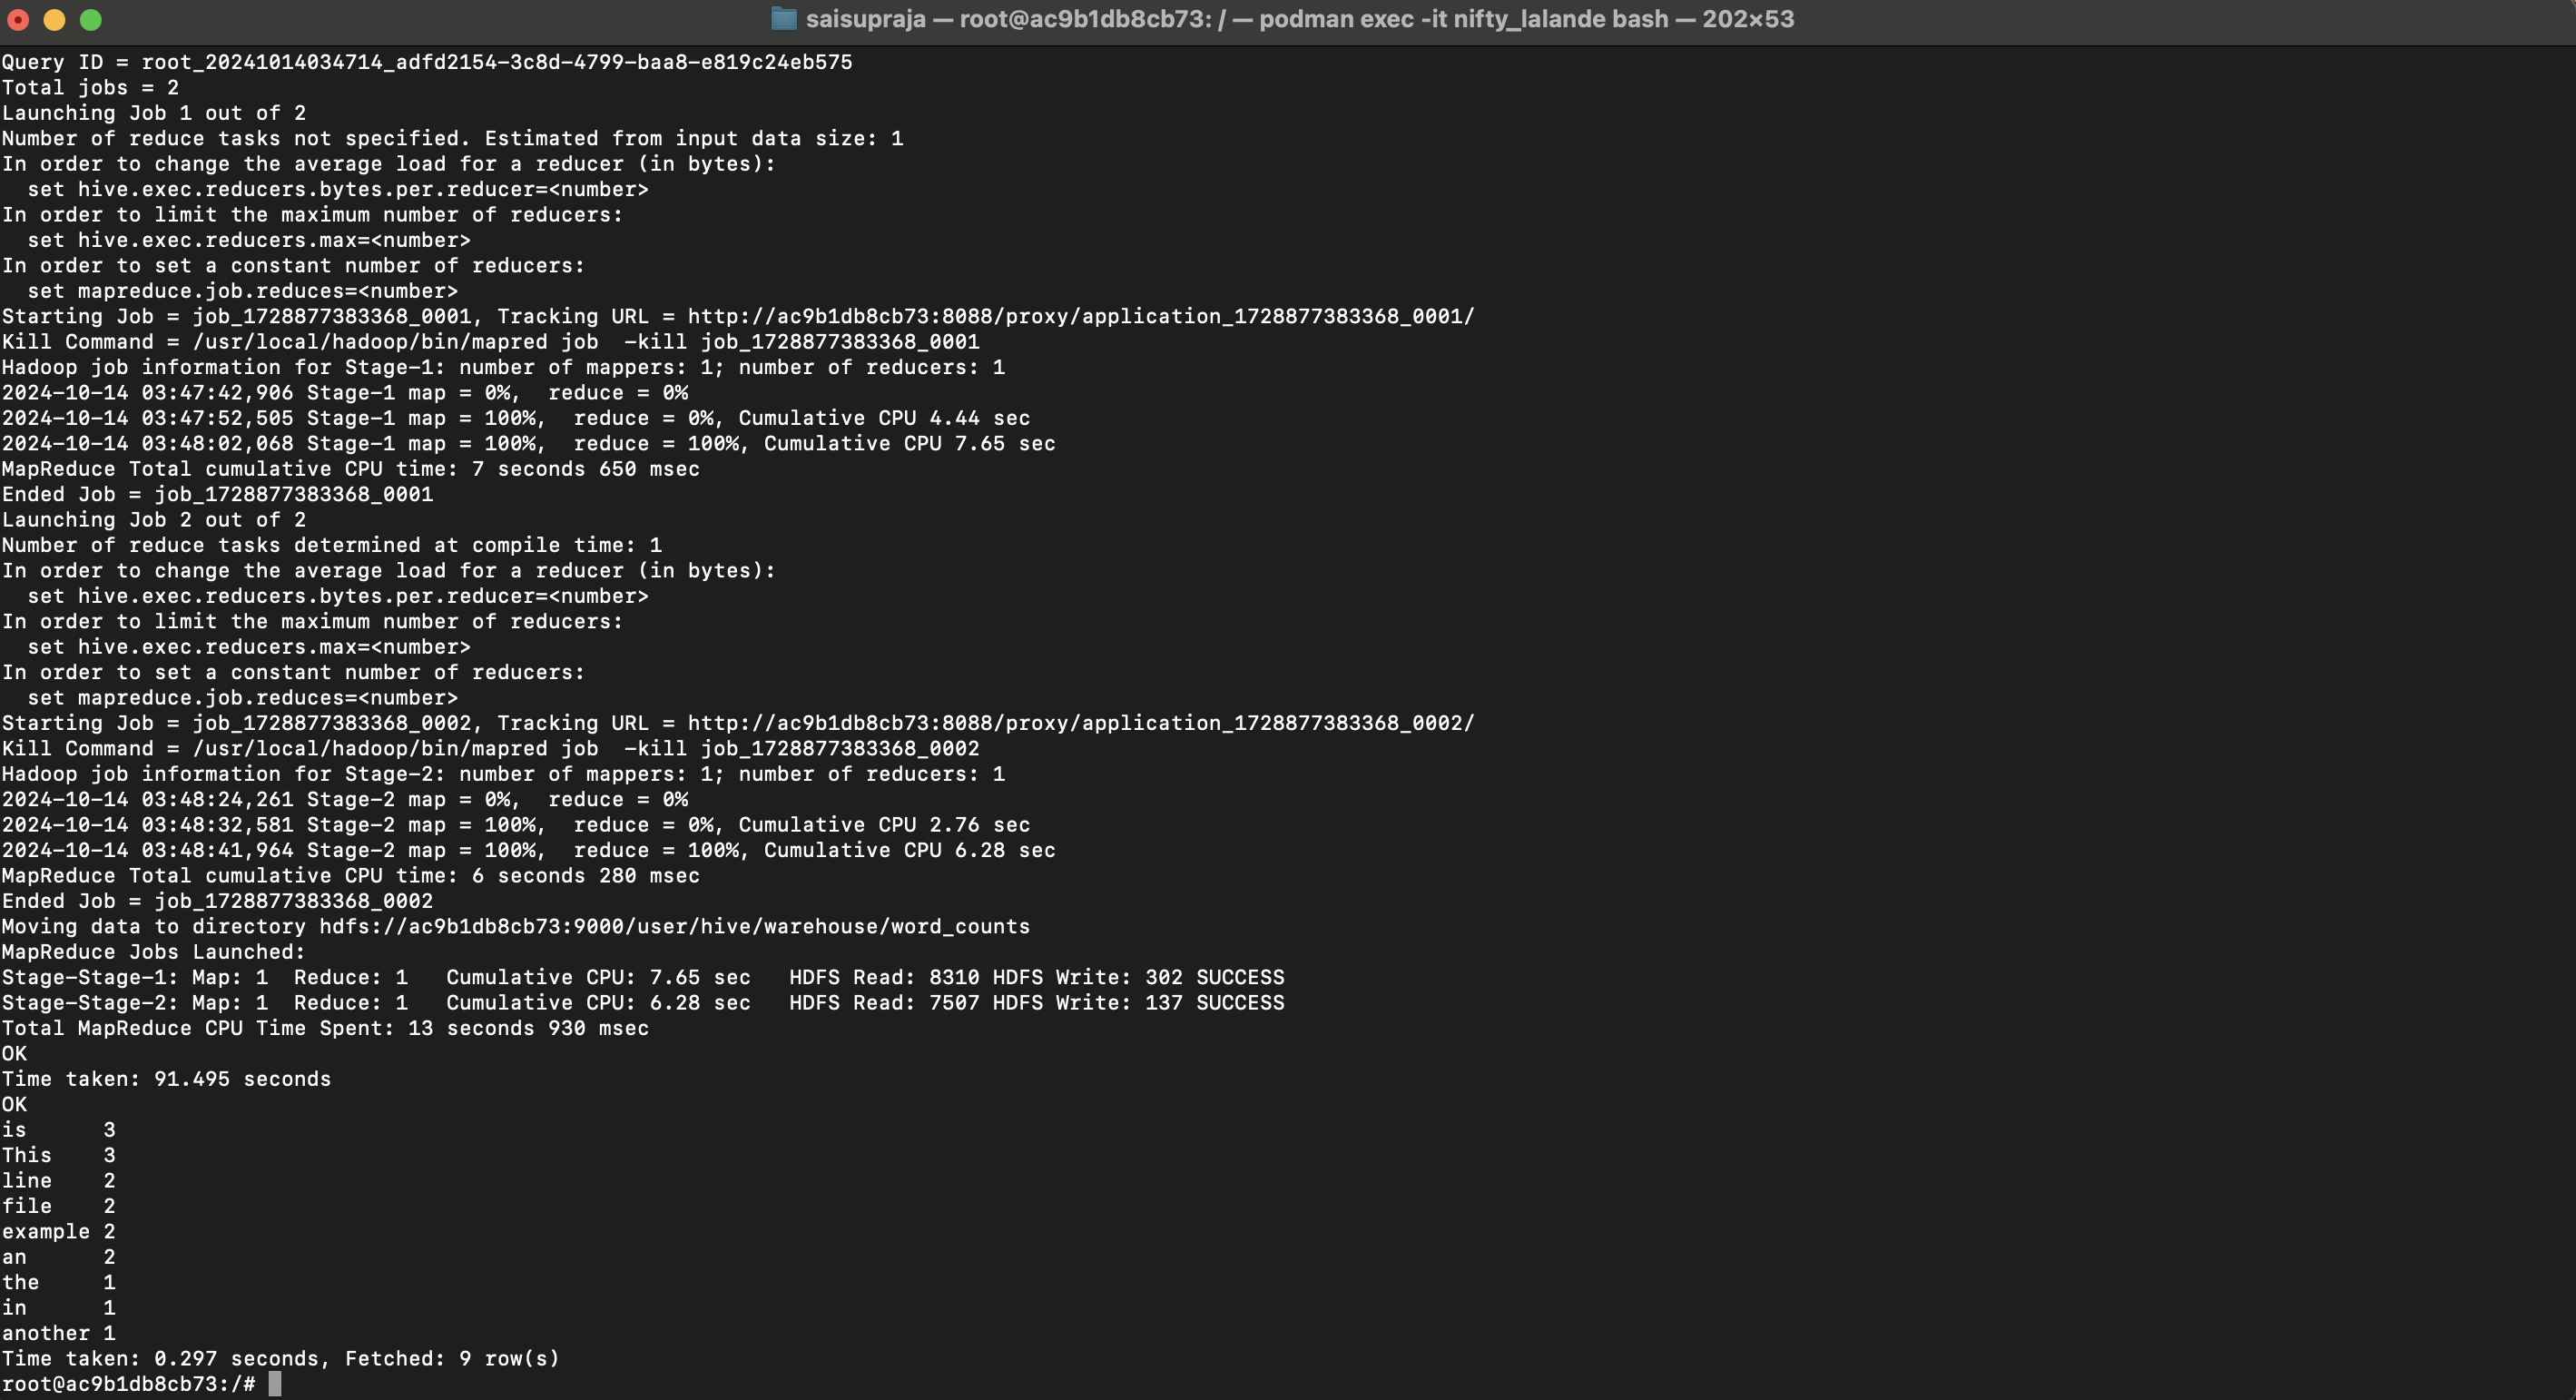 saisupraja — root@ac9b1db8cb73: / — podman exec -it nifty_lalande bash — 202×53
Query ID = root_20241014034714_adfd2154-3c8d-4799-baa8-e819c24eb575
Total jobs = 2
Launching Job 1 out of 2
Number of reduce tasks not specified. Estimated from input data size: 1
In order to change the average load for a reducer (in bytes):
  set hive.exec.reducers.bytes.per.reducer=<number>
In order to limit the maximum number of reducers:
  set hive.exec.reducers.max=<number>
In order to set a constant number of reducers:
  set mapreduce.job.reduces=<number>
Starting Job = job_1728877383368_0001, Tracking URL = http://ac9b1db8cb73:8088/proxy/application_1728877383368_0001/
Kill Command = /usr/local/hadoop/bin/mapred job  -kill job_1728877383368_0001
Hadoop job information for Stage-1: number of mappers: 1; number of reducers: 1
2024-10-14 03:47:42,906 Stage-1 map = 0%,  reduce = 0%
2024-10-14 03:47:52,505 Stage-1 map = 100%,  reduce = 0%, Cumulative CPU 4.44 sec
2024-10-14 03:48:02,068 Stage-1 map = 100%,  reduce = 100%, Cumulative CPU 7.65 sec
MapReduce Total cumulative CPU time: 7 seconds 650 msec
Ended Job = job_1728877383368_0001
Launching Job 2 out of 2
Number of reduce tasks determined at compile time: 1
In order to change the average load for a reducer (in bytes):
  set hive.exec.reducers.bytes.per.reducer=<number>
In order to limit the maximum number of reducers:
  set hive.exec.reducers.max=<number>
In order to set a constant number of reducers:
  set mapreduce.job.reduces=<number>
Starting Job = job_1728877383368_0002, Tracking URL = http://ac9b1db8cb73:8088/proxy/application_1728877383368_0002/
Kill Command = /usr/local/hadoop/bin/mapred job  -kill job_1728877383368_0002
Hadoop job information for Stage-2: number of mappers: 1; number of reducers: 1
2024-10-14 03:48:24,261 Stage-2 map = 0%,  reduce = 0%
2024-10-14 03:48:32,581 Stage-2 map = 100%,  reduce = 0%, Cumulative CPU 2.76 sec
2024-10-14 03:48:41,964 Stage-2 map = 100%,  reduce = 100%, Cumulative CPU 6.28 sec
MapReduce Total cumulative CPU time: 6 seconds 280 msec
Ended Job = job_1728877383368_0002
Moving data to directory hdfs://ac9b1db8cb73:9000/user/hive/warehouse/word_counts
MapReduce Jobs Launched:
Stage-Stage-1: Map: 1  Reduce: 1   Cumulative CPU: 7.65 sec   HDFS Read: 8310 HDFS Write: 302 SUCCESS
Stage-Stage-2: Map: 1  Reduce: 1   Cumulative CPU: 6.28 sec   HDFS Read: 7507 HDFS Write: 137 SUCCESS
Total MapReduce CPU Time Spent: 13 seconds 930 msec
OK
Time taken: 91.495 seconds
OK
is      3
This    3
line    2
file    2
example 2
an      2
the     1
in      1
another 1
Time taken: 0.297 seconds, Fetched: 9 row(s)
root@ac9b1db8cb73:/#